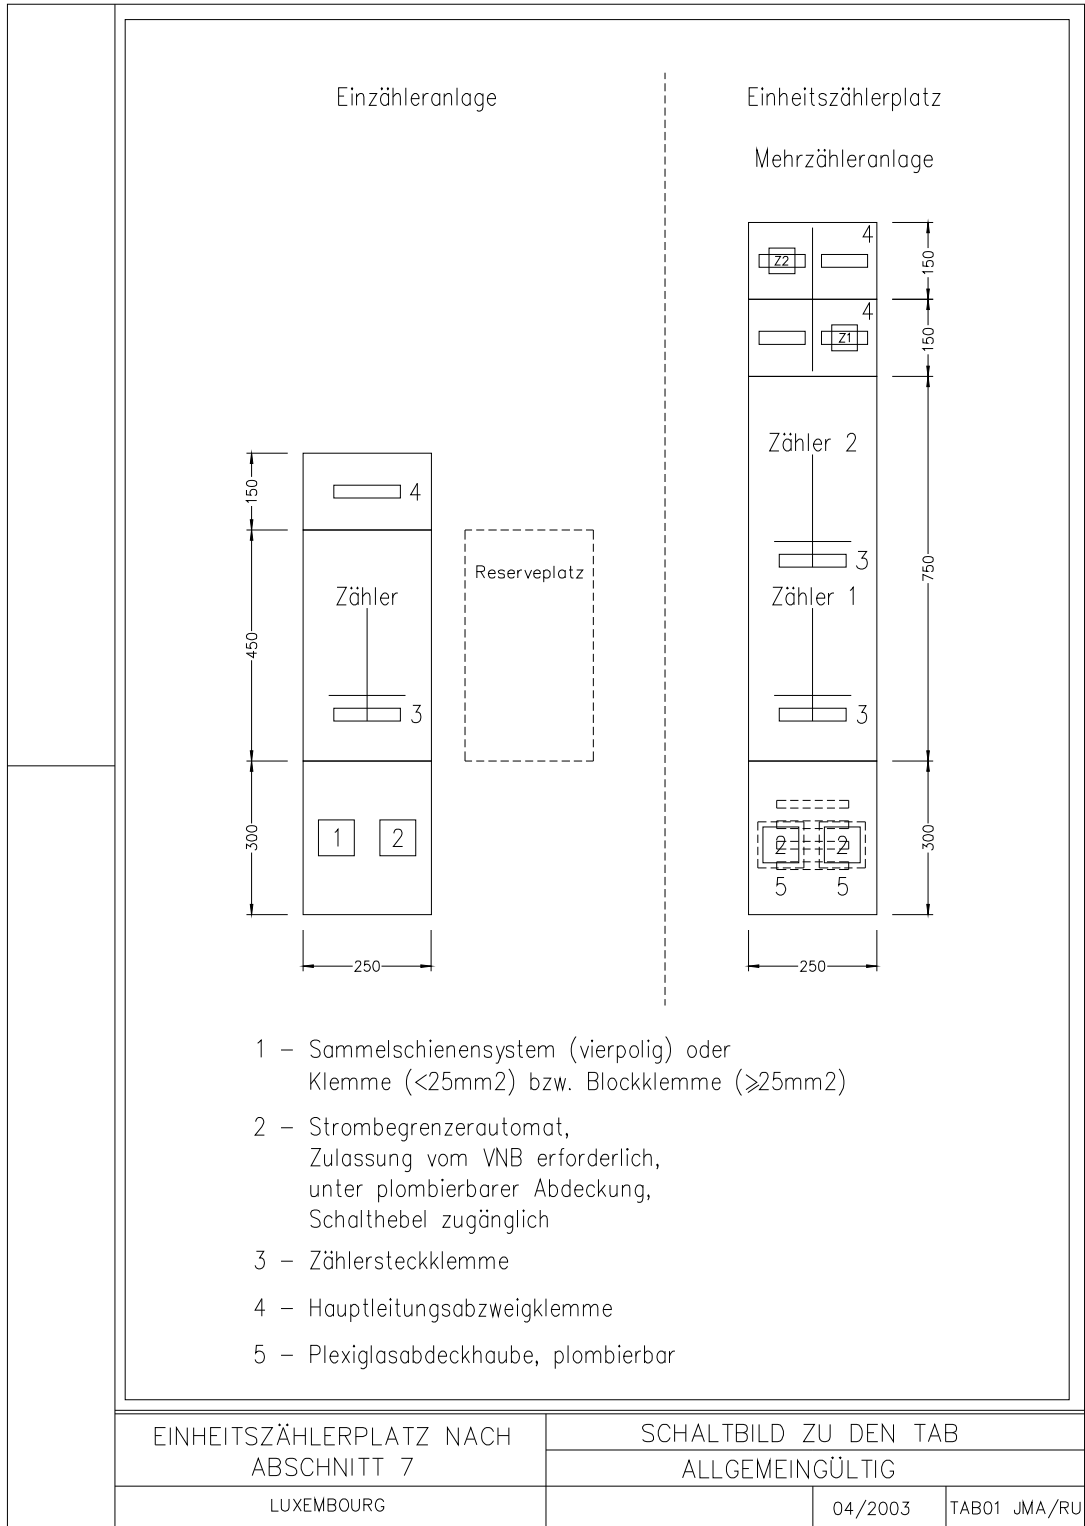 Einzähleranlage
Einheitszählerplatz
Mehrzähleranlage
4
Z2
150
4
Z1
150
Zähler 2
3
750
Zähler 1
3
2
2
5
5
300
250
4
150
Reserveplatz
Zähler
450
3
1
2
300
250
1 – Sammelschienensystem (vierpolig) oder
Klemme (<25mm2) bzw. Blockklemme (⩾25mm2)
2 – Strombegrenzerautomat,
Zulassung vom VNB erforderlich,
unter plombierbarer Abdeckung,
Schalthebel zugänglich
3 – Zählersteckklemme
4 – Hauptleitungsabzweigklemme
5 – Plexiglasabdeckhaube, plombierbar
EINHEITSZÄHLERPLATZ NACH
ABSCHNITT 7
SCHALTBILD ZU DEN TAB
ALLGEMEINGÜLTIG
LUXEMBOURG
04/2003
TAB01 JMA/RU